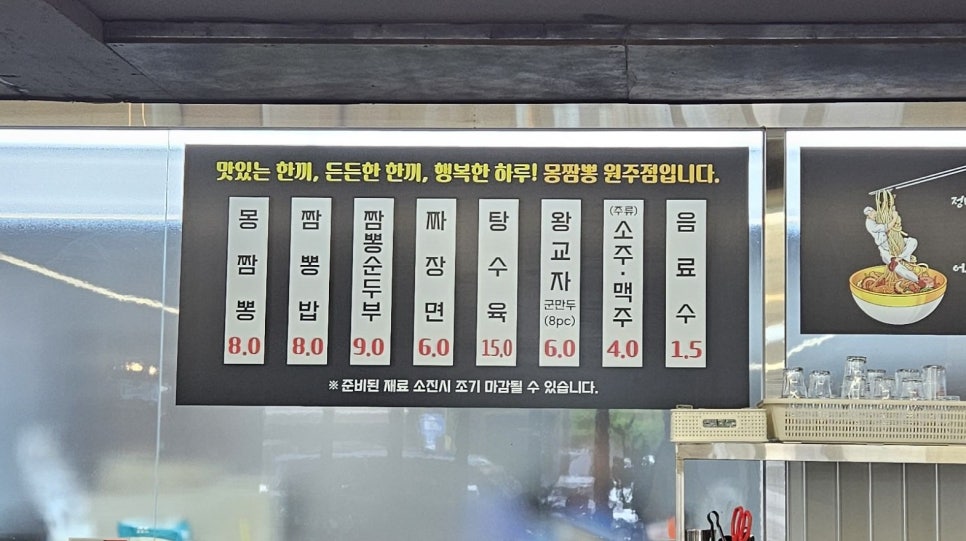 맛있는 한끼, 든든한 한끼, 행복한 하루! 몽짬뽕 원주점입니다.
몽짬뽕
8.0
짬뽕밥
8.0
짬뽕순두부
9.0
짜장면
6.0
탕수육
15.0
왕교자
군만두
(8pc)
6.0
(주류)
소주·맥주
4.0
음료수
1.5
※ 준비된 재료 소진시 조기 마감될 수 있습니다.